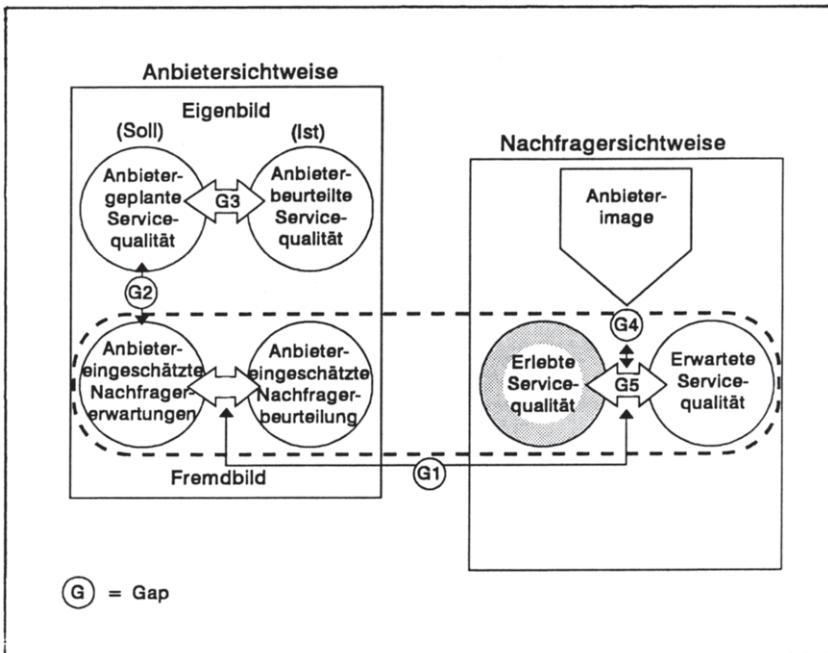 Anbietersichtweise
Eigenbild
(Soll)
(Ist)
Anbieter-
geplante
Service-
qualität
G3
Anbieter-
beurteilte
Service-
qualität
G2
Anbieter-
eingeschätzte
Nachfrager-
erwartungen
Anbieter-
eingeschätzte
Nachfrager-
beurteilung
Fremdbild
G1
Nachfragersichtweise
Anbieter-
image
G4
Erlebte
Service-
qualität
G5
Erwartete
Service-
qualität
G = Gap